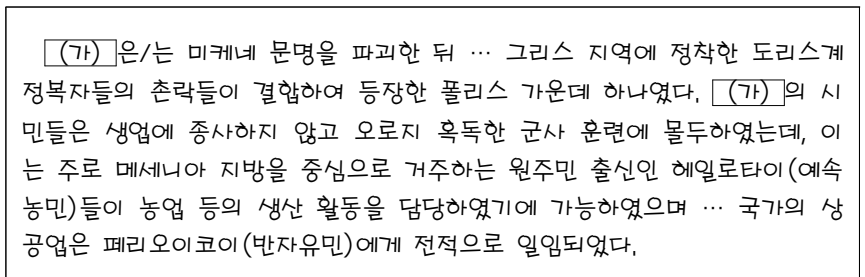 (가) 은/는 미케네 문명을 파괴한 뒤 … 그리스 지역에 정착한 도리스계
정복자들의 촌락들이 결합하여 등장한 폴리스 가운데 하나였다. (가) 의 시
민들은 생업에 종사하지 않고 오로지 혹독한 군사 훈련에 몰두하였는데, 이
는 주로 메세니아 지방을 중심으로 거주하는 원주민 출신인 헤일로타이(예속
농민)들이 농업 등의 생산 활동을 담당하였기에 가능하였으며 … 국가의 상
공업은 페리오이코이(반자유민)에게 전적으로 일임되었다.